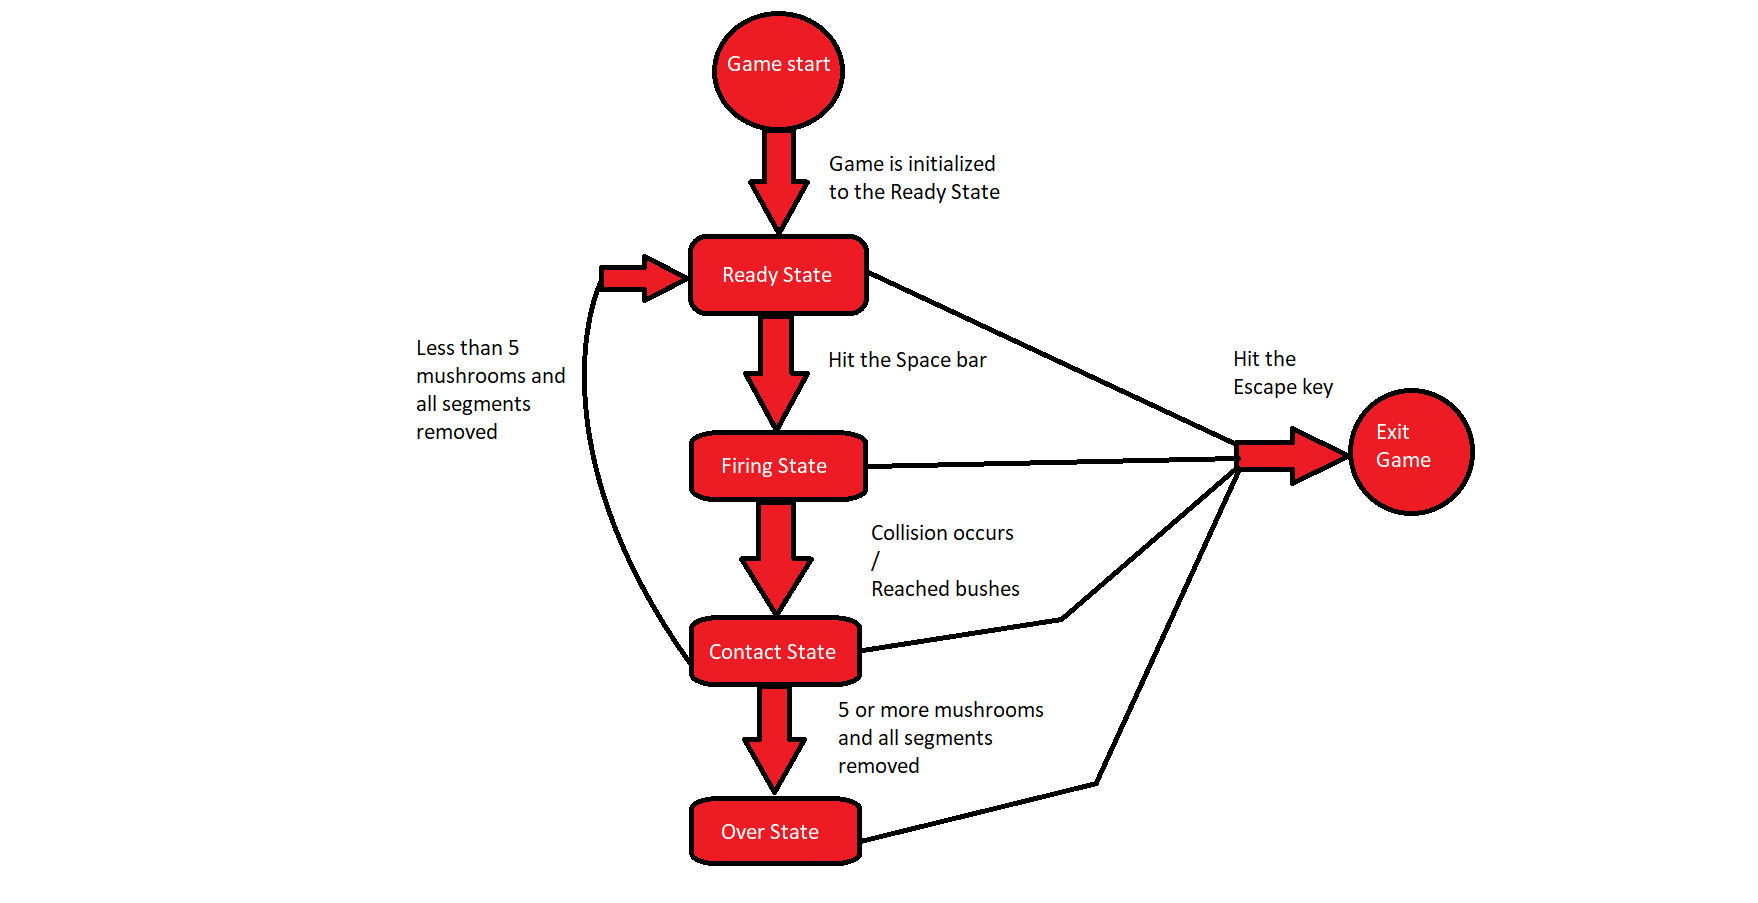 Game start
Game is initialized
to the Ready State
Ready State
Less than 5
mushrooms and
all segments
removed
Hit the Space bar
Hit the
Escape key
Exit
Game
Firing State
Collision occurs
/
Reached bushes
Contact State
5 or more mushrooms
and all segments
removed
Over State